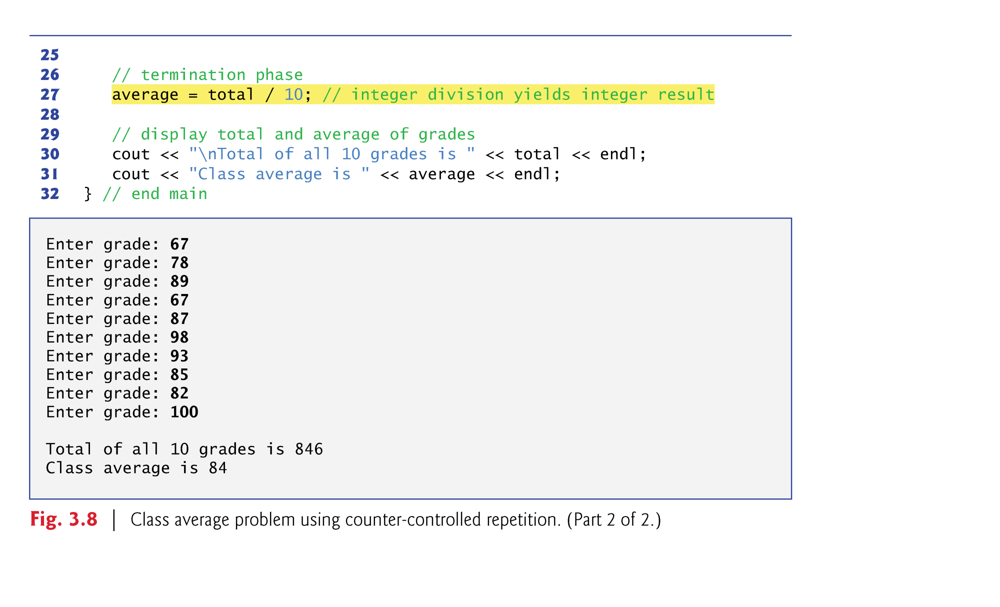 25
26 // termination phase
27 average = total / 10; // integer division yields integer result
28
29 // display total and average of grades
30 cout << "\nTotal of all 10 grades is " << total << endl;
31 cout << "Class average is " << average << endl;
32 } // end main
Enter grade: 67
Enter grade: 78
Enter grade: 89
Enter grade: 67
Enter grade: 87
Enter grade: 98
Enter grade: 93
Enter grade: 85
Enter grade: 82
Enter grade: 100
Total of all 10 grades is 846
Class average is 84
Fig. 3.8 | Class average problem using counter-controlled repetition. (Part 2 of 2.)